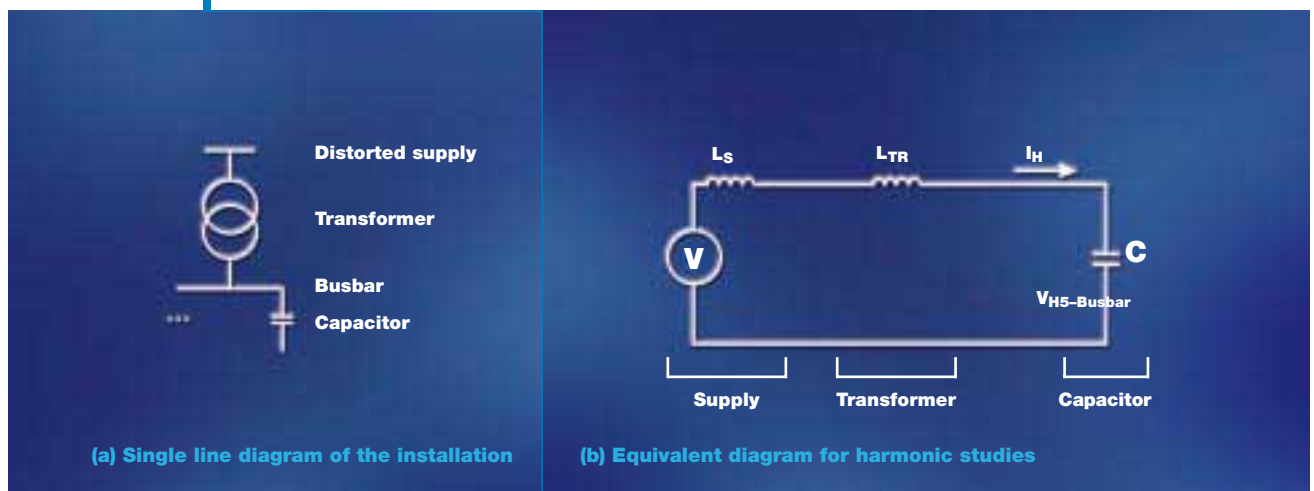 Distorted supply
Transformer
Busbar
...
Capacitor
(a) Single line diagram of the installation
LS
LTR
IH
V
C
VH5–Busbar
Supply
Transformer
Capacitor
(b) Equivalent diagram for harmonic studies